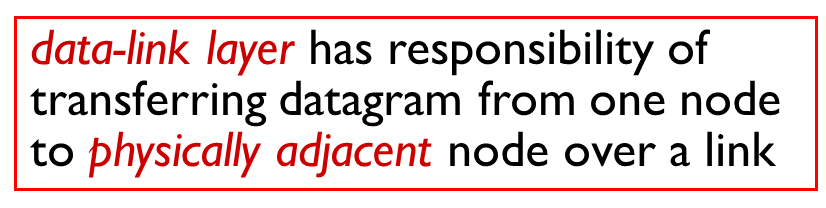 data-link layer has responsibility of
transferring datagram from one node
to physically adjacent node over a link